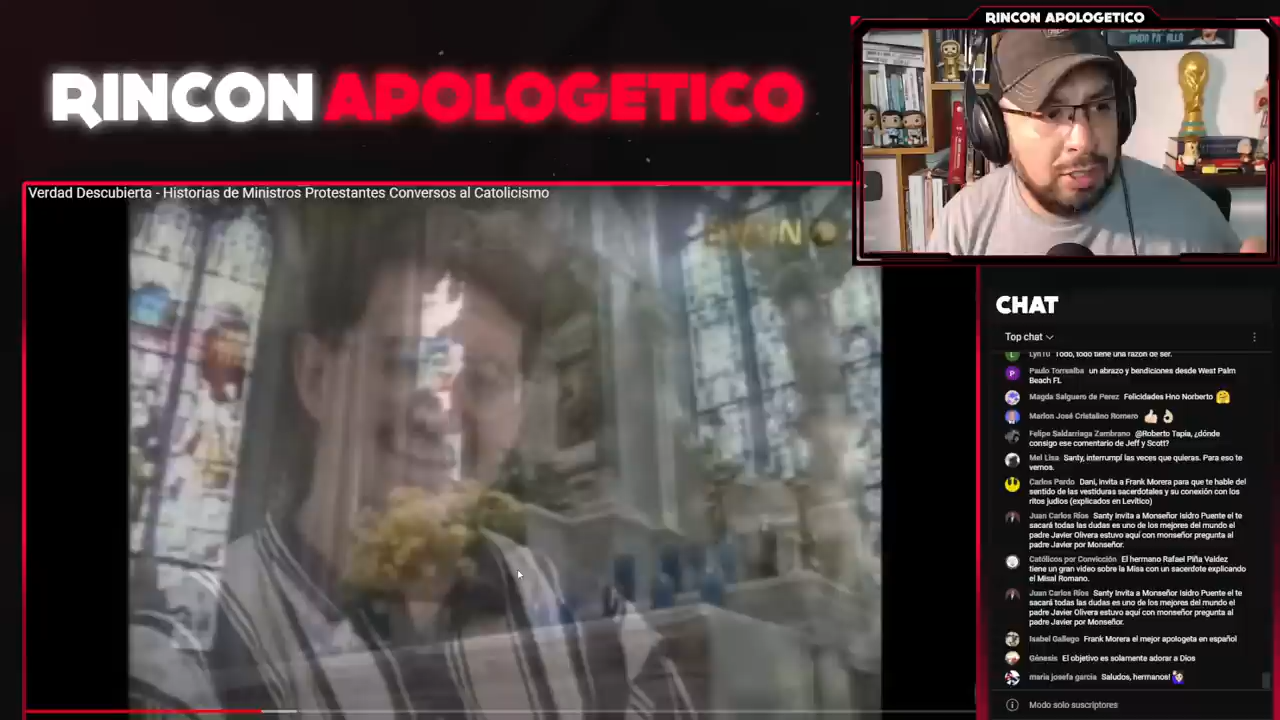 RINCON APOLOGETICO
RINCON APOLOGETICO
Verdad Descubierta - Historias de Ministros Protestantes Conversos al Catolicismo
EWTN
CHAT
Top chat
Lyn10 Todo, todo tiene una razón de ser.
Paulo Torrealba un abrazo y bendiciones desde West Palm
Beach FL
Magda Salguero de Perez Felicidades Hno Norberto
Marlon José Cristalino Romero
Felipe Saldarriaga Zambrano @Roberto Tapia, ¿dónde
consigo ese comentario de Jeff y Scott?
Mel Lisa Santy, interrumpí las veces que quieras. Para eso te
vemos.
Carlos Pardo Dani, invita a Frank Morera para que te hable del
sentido de las vestiduras sacerdotales y su conexión con los
ritos judíos (explicados en Levítico)
Juan Carlos Ríos Santy Invita a Monseñor Isidro Puente el te
sacará todas las dudas es uno de los mejores del mundo el
padre Javier Olivera estuvo aquí con monseñor pregunta al
padre Javier por Monseñor.
Católicos por Convicción El hermano Rafael Piña Valdez
tiene un gran video sobre la Misa con un sacerdote explicando
el Misal Romano.
Juan Carlos Ríos Santy Invita a Monseñor Isidro Puente el te
sacará todas las dudas es uno de los mejores del mundo el
padre Javier Olivera estuvo aquí con monseñor pregunta al
padre Javier por Monseñor.
Isabel Gallego Frank Morera el mejor apologeta en español
Génesis El objetivo es solamente adorar a Dios
maria josefa garcia Saludos, hermanos!
Modo solo suscriptores